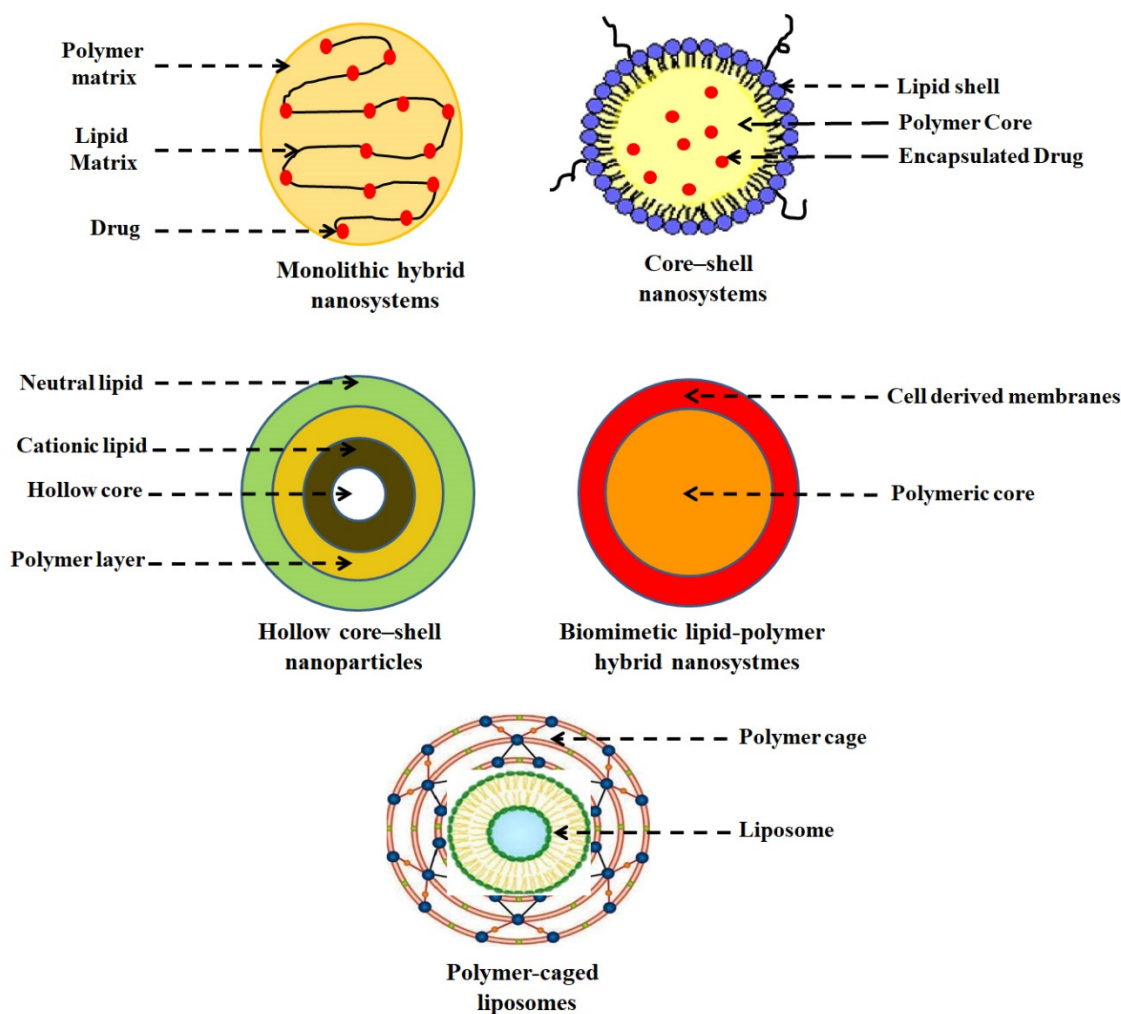 Polymer
matrix
Lipid
Matrix
Drug
Monolithic hybrid
nanosystems
Lipid shell
Polymer Core
Encapsulated Drug
Core–shell
nanosystems
Neutral lipid
Cationic lipid
Hollow core
Polymer layer
Hollow core–shell
nanoparticles
Cell derived membranes
Polymeric core
Biomimetic lipid-polymer
hybrid nanosystmes
Polymer cage
Liposome
Polymer-caged
liposomes